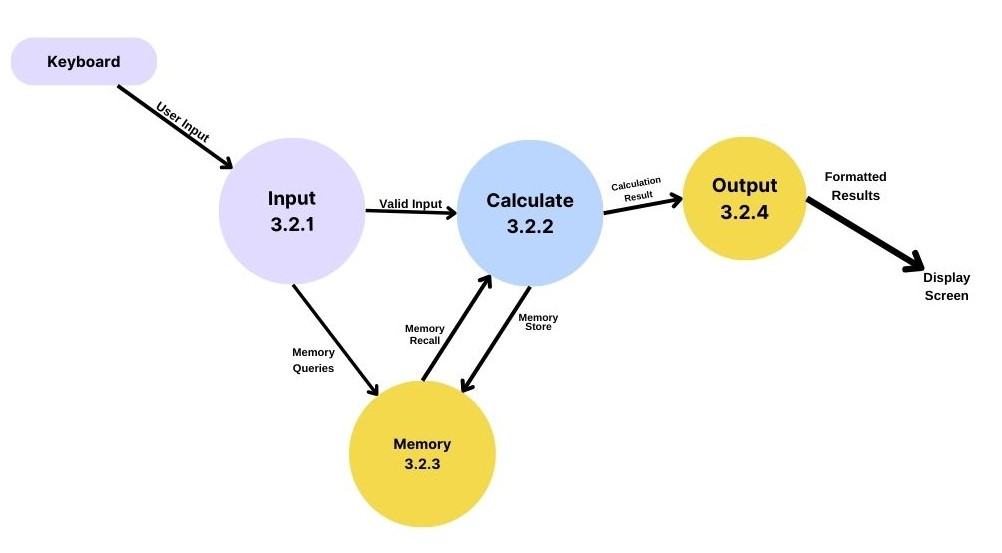 Keyboard
User Input
Input
3.2.1
Valid Input
Calculate
3.2.2
Calculation
Result
Output
3.2.4
Formatted
Results
Display
Screen
Memory
Queries
Memory
Recall
Memory
Store
Memory
3.2.3